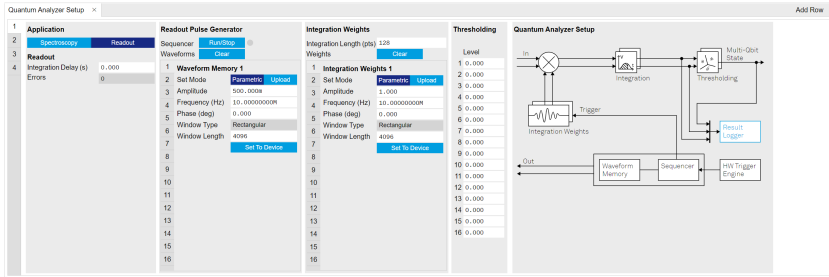 Quantum Analyzer Setup ×
Add Row
1
2
3
4
Application
Spectroscopy Readout
Readout
Integration Delay (s) 0.000
Errors 0
Readout Pulse Generator
Sequencer Run/Stop
Waveforms Clear
1 Waveform Memory 1
2 Set Mode Parametric Upload
3 Amplitude 500.000m
4 Frequency (Hz) 10.00000000M
5 Phase (deg) 0.000
6 Window Type Rectangular
7 Window Length 4096
Set To Device
8
9
10
11
12
13
14
15
16
Integration Weights
Integration Length (pts) 128
Weights Clear
1 Integration Weights 1
2 Set Mode Parametric Upload
3 Amplitude 1.000
4 Frequency (Hz) 10.00000000M
5 Phase (deg) 0.000
6 Window Type Rectangular
7 Window Length 4096
Set To Device
8
9
10
11
12
13
14
15
16
Thresholding
Level
1 0.000
2 0.000
3 0.000
4 0.000
5 0.000
6 0.000
7 0.000
8 0.000
9 0.000
10 0.000
11 0.000
12 0.000
13 0.000
14 0.000
15 0.000
16 0.000
Quantum Analyzer Setup
In
Integration
Thresholding
Multi-Qbit
State
Trigger
Integration Weights
Result
Logger
Out
Waveform
Memory
Sequencer
HW Trigger
Engine